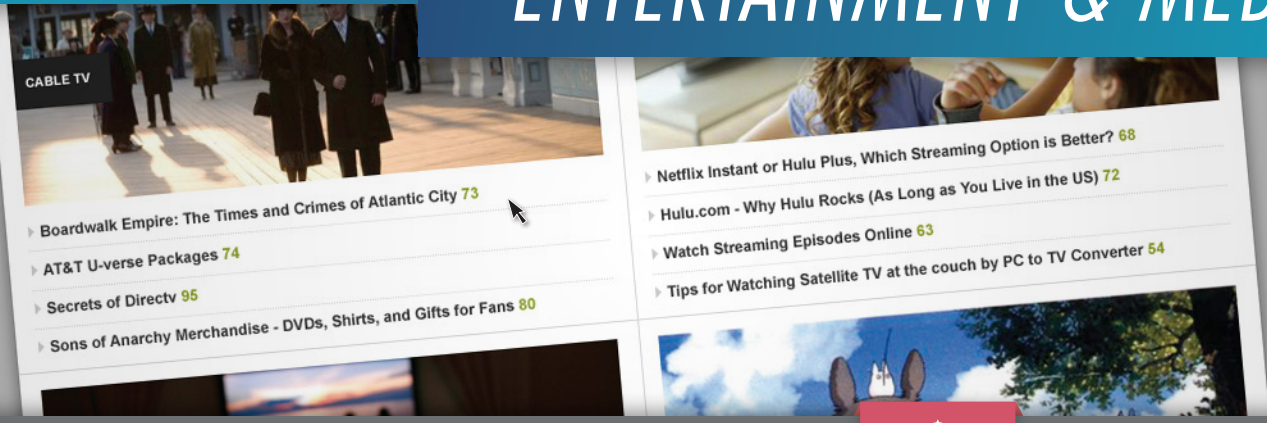 ENTERTAINMENT &
CABLE TV
Boardwalk Empire: The Times and Crimes of Atlantic City 73
AT&T U-verse Packages 74
Secrets of Directv 95
Sons of Anarchy Merchandise - DVDs, Shirts, and Gifts for Fans 80
Netflix Instant or Hulu Plus, Which Streaming Option is Better? 68
Hulu.com - Why Hulu Rocks (As Long as You Live in the US) 72
Watch Streaming Episodes Online 63
Tips for Watching Satellite TV at the couch by PC to TV Converter 54